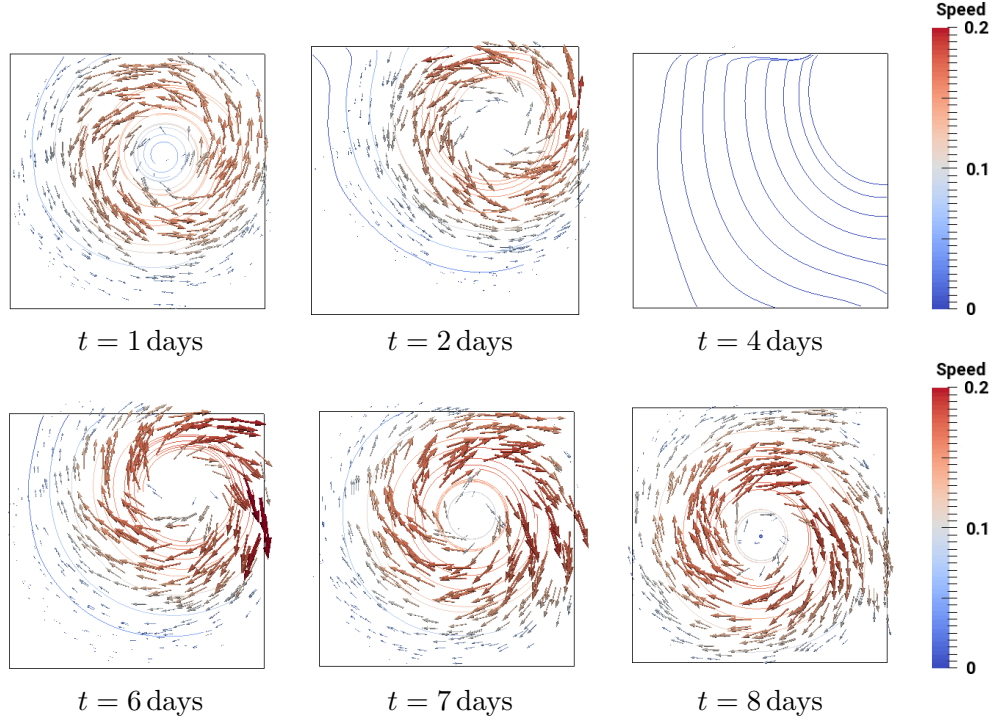 Speed
0.2
0.1
0
t = 1 days
t = 2 days
t = 4 days
Speed
0.2
0.1
0
t = 6 days
t = 7 days
t = 8 days